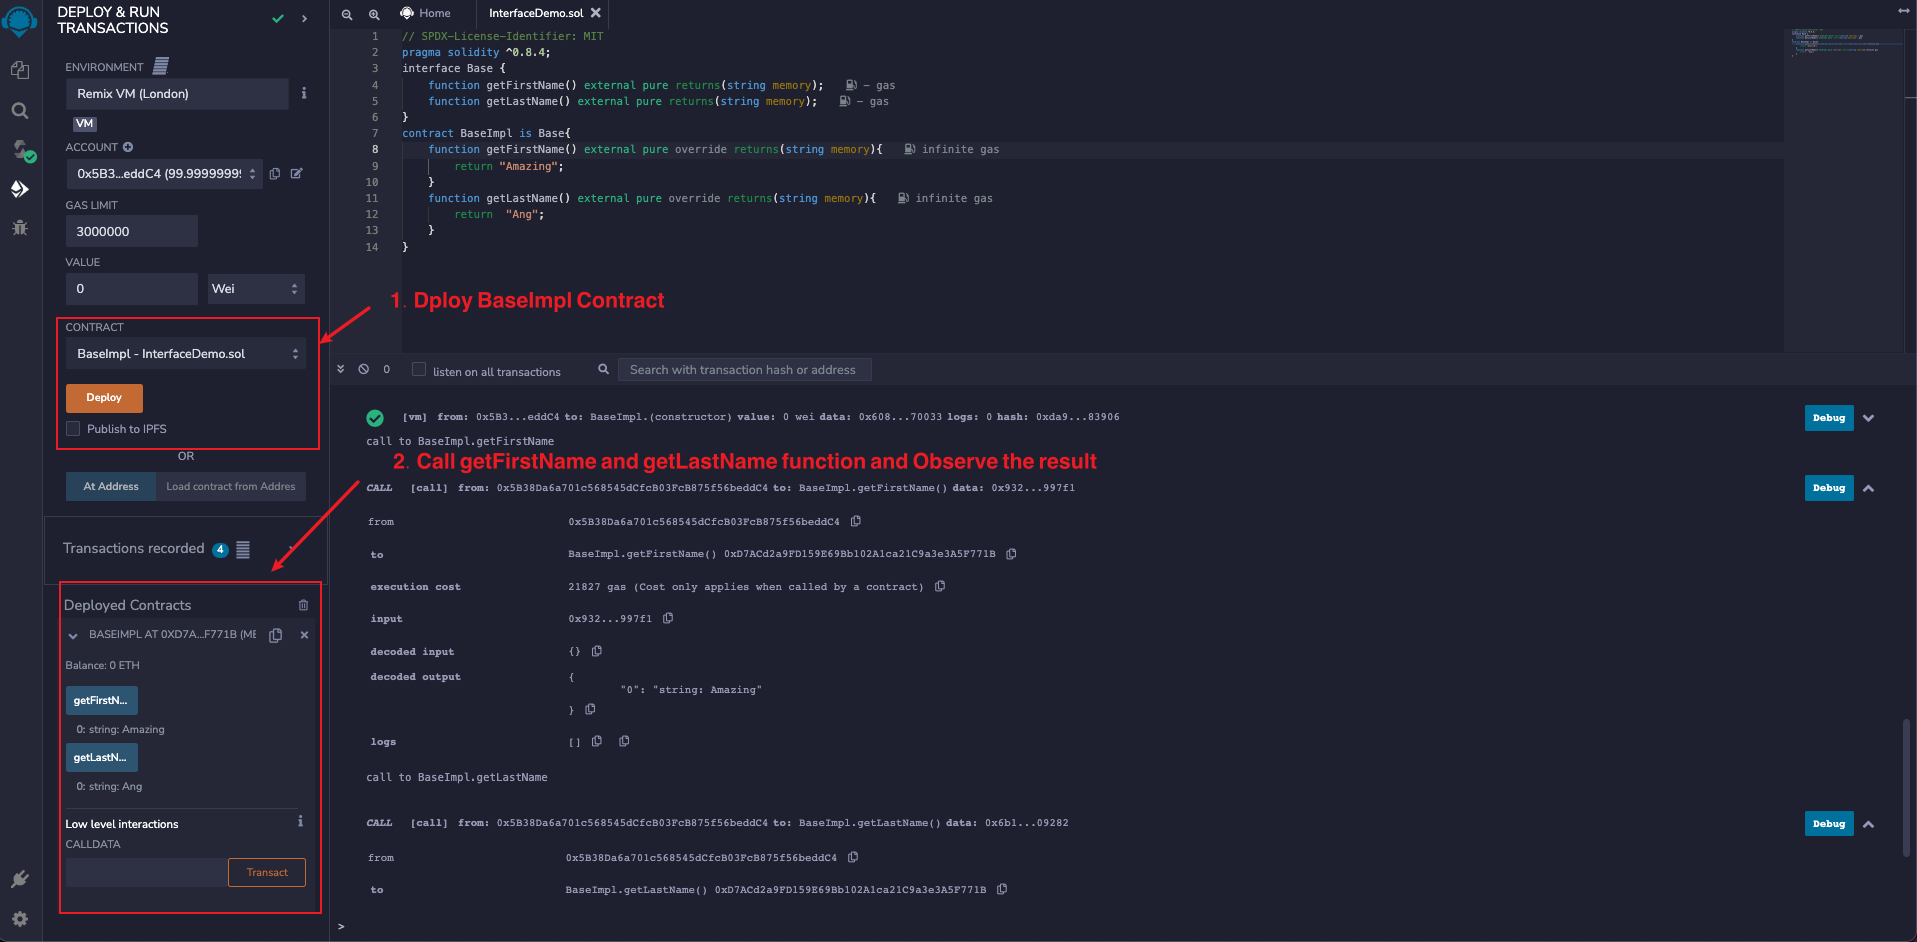 DEPLOY & RUN
TRANSACTIONS
ENVIRONMENT
Remix VM (London)
VM
ACCOUNT
0x5B3...eddC4 (99.99999999
GAS LIMIT
3000000
VALUE
0
Wei
CONTRACT
BaseImpl - InterfaceDemo.sol
Deploy
Publish to IPFS
OR
At Address
Load contract from Addres
Transactions recorded 4
Deployed Contracts
BASEIMPL AT 0XD7A...F771B (ME
Balance: 0 ETH
getFirstN...
0: string: Amazing
getLastN...
0: string: Ang
Low level interactions
CALLDATA
Transact
Home
InterfaceDemo.sol
1 // SPDX-License-Identifier: MIT
2 pragma solidity ^0.8.4;
3 interface Base {
4 function getFirstName() external pure returns(string memory); - gas
5 function getLastName() external pure returns(string memory); - gas
6 }
7 contract BaseImpl is Base{
8 function getFirstName() external pure override returns(string memory){ infinite gas
9 return "Amazing";
10 }
11 function getLastName() external pure override returns(string memory){ infinite gas
12 return "Ang";
13 }
14 }
1. Dploy BaseImpl Contract
0
listen on all transactions
Search with transaction hash or address
[vm] from: 0x5B3...eddC4 to: BaseImpl.(constructor) value: 0 wei data: 0x608...70033 logs: 0 hash: 0xda9...83906
Debug
call to BaseImpl.getFirstName
2. Call getFirstName and getLastName function and Observe the result
CALL [call] from: 0x5B38Da6a701c568545dCfcB03FcB875f56beddC4 to: BaseImpl.getFirstName() data: 0x932...997f1
Debug
from 0x5B38Da6a701c568545dCfcB03FcB875f56beddC4
to BaseImpl.getFirstName() 0xD7ACd2a9FD159E69Bb102A1ca21C9a3e3A5F771B
execution cost 21827 gas (Cost only applies when called by a contract)
input 0x932...997f1
decoded input {}
decoded output {
"0": "string: Amazing"
}
logs []
call to BaseImpl.getLastName
CALL [call] from: 0x5B38Da6a701c568545dCfcB03FcB875f56beddC4 to: BaseImpl.getLastName() data: 0x6b1...09282
Debug
from 0x5B38Da6a701c568545dCfcB03FcB875f56beddC4
to BaseImpl.getLastName() 0xD7ACd2a9FD159E69Bb102A1ca21C9a3e3A5F771B
>